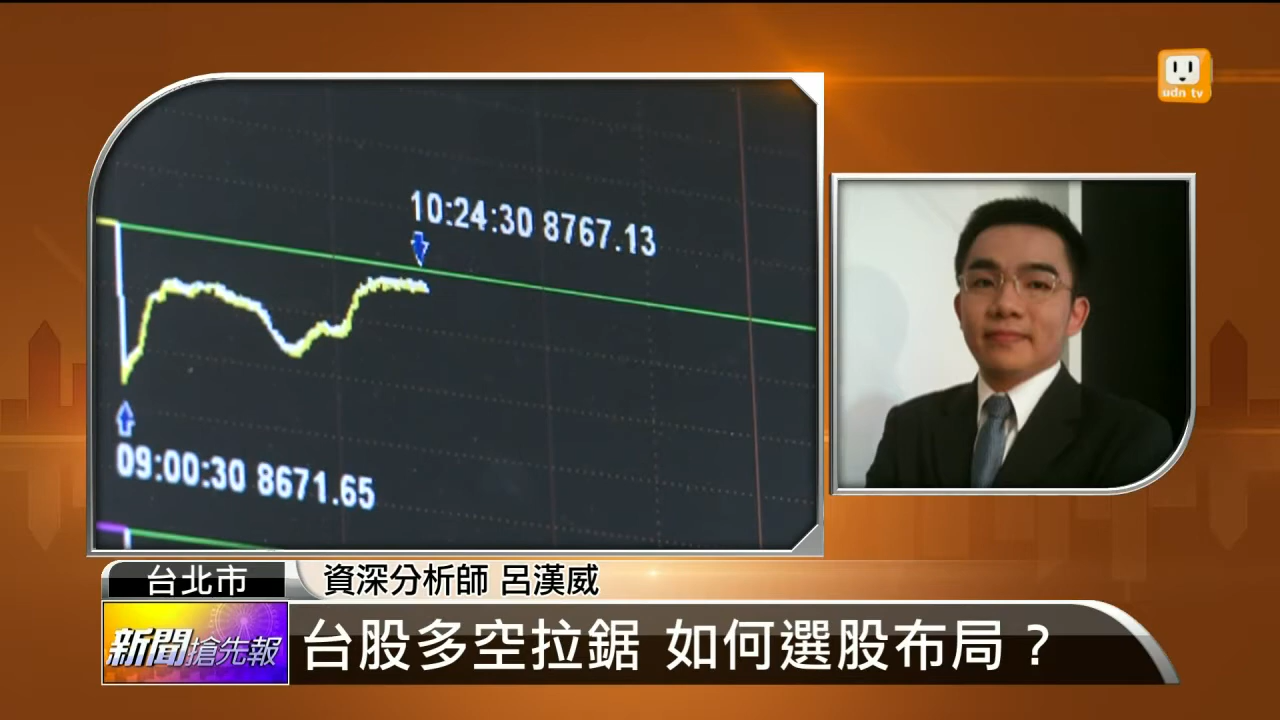 udn tv
10:24:30 8767.13
09:00:30 8671.65
台北市
資深分析師 呂漢威
新聞搶先報
台股多空拉鋸 如何選股布局？